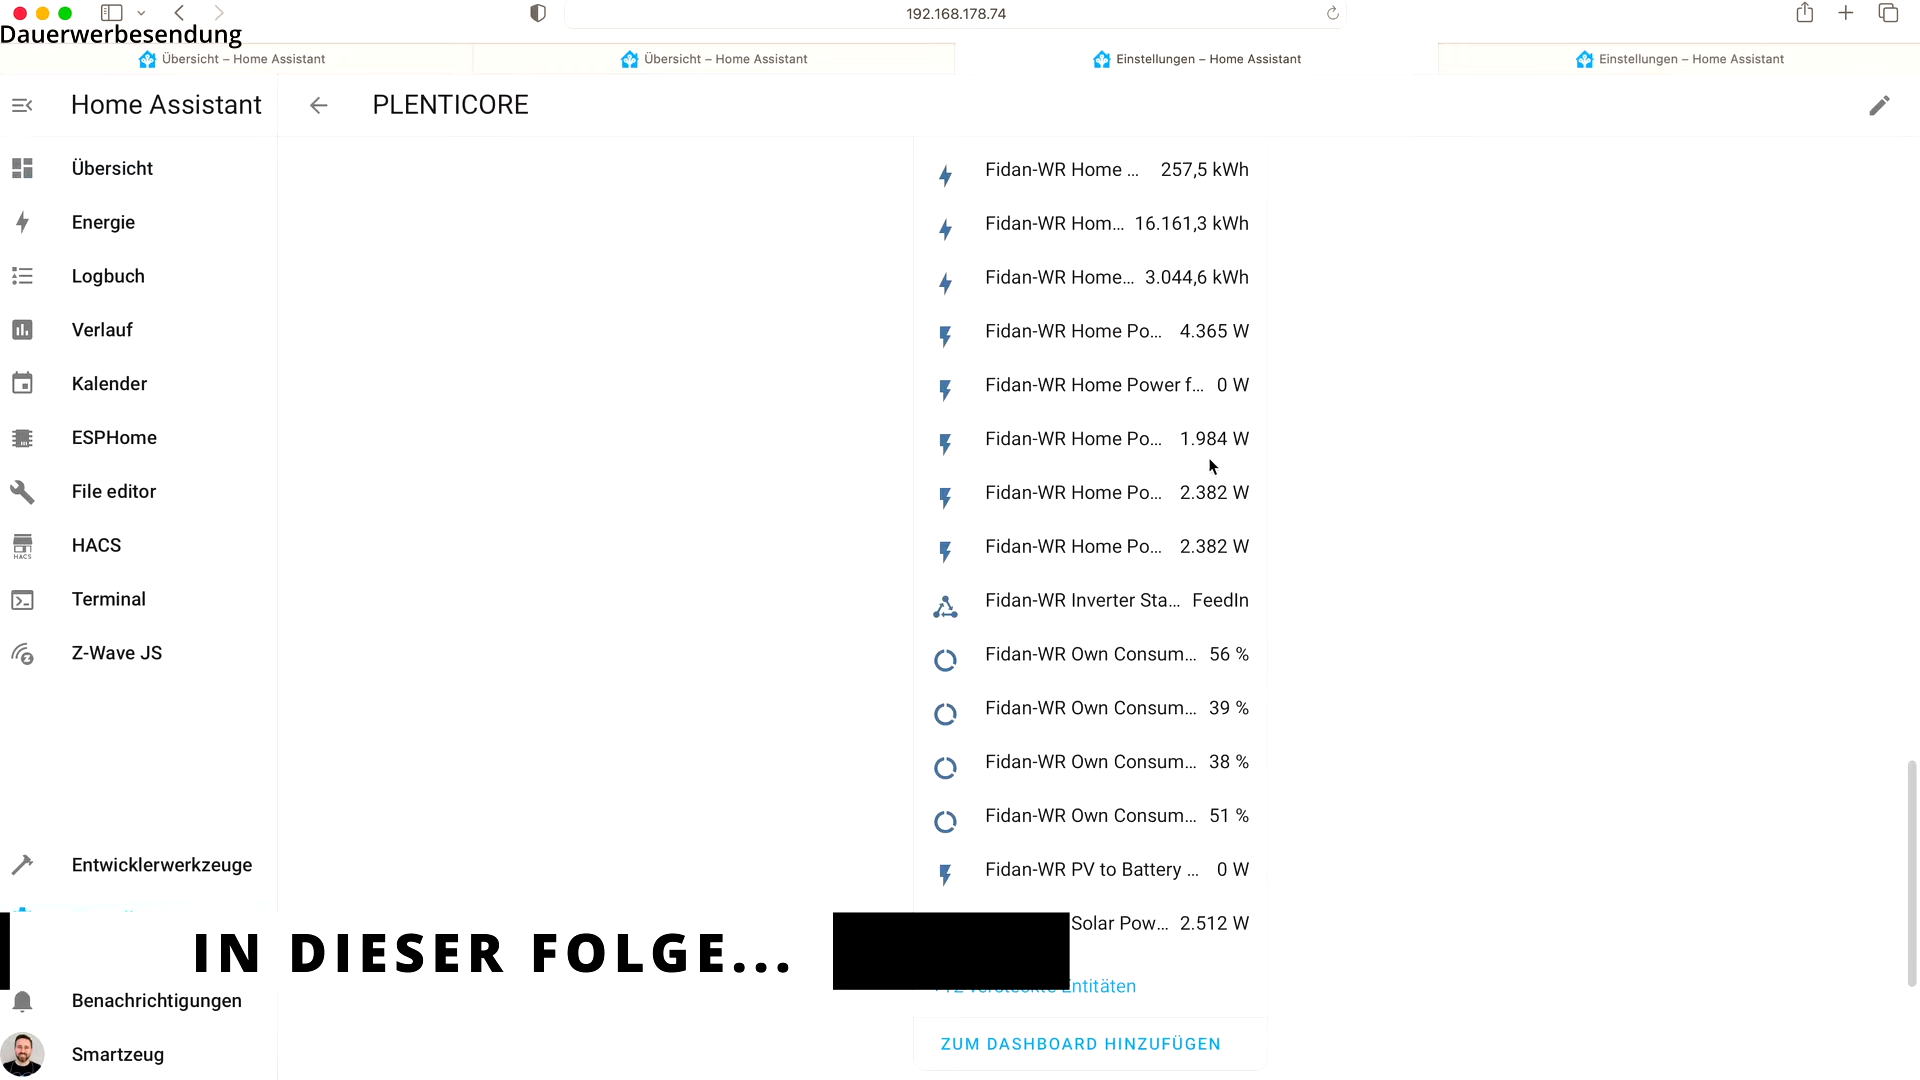 192.168.178.74
Dauerwerbesendung
Übersicht – Home Assistant
Übersicht – Home Assistant
Einstellungen – Home Assistant
Einstellungen – Home Assistant
Home Assistant
PLENTICORE
Übersicht
Energie
Logbuch
Verlauf
Kalender
ESPHome
File editor
HACS
HACS
Terminal
Z-Wave JS
Entwicklerwerkzeuge
Benachrichtigungen
Smartzeug
Fidan-WR Home ... 257,5 kWh
Fidan-WR Hom... 16.161,3 kWh
Fidan-WR Home... 3.044,6 kWh
Fidan-WR Home Po... 4.365 W
Fidan-WR Home Power f... 0 W
Fidan-WR Home Po... 1.984 W
Fidan-WR Home Po... 2.382 W
Fidan-WR Home Po... 2.382 W
Fidan-WR Inverter Sta... FeedIn
Fidan-WR Own Consum... 56 %
Fidan-WR Own Consum... 39 %
Fidan-WR Own Consum... 38 %
Fidan-WR Own Consum... 51 %
Fidan-WR PV to Battery ... 0 W
Solar Pow... 2.512 W
Entitäten
ZUM DASHBOARD HINZUFÜGEN
IN DIESER FOLGE...